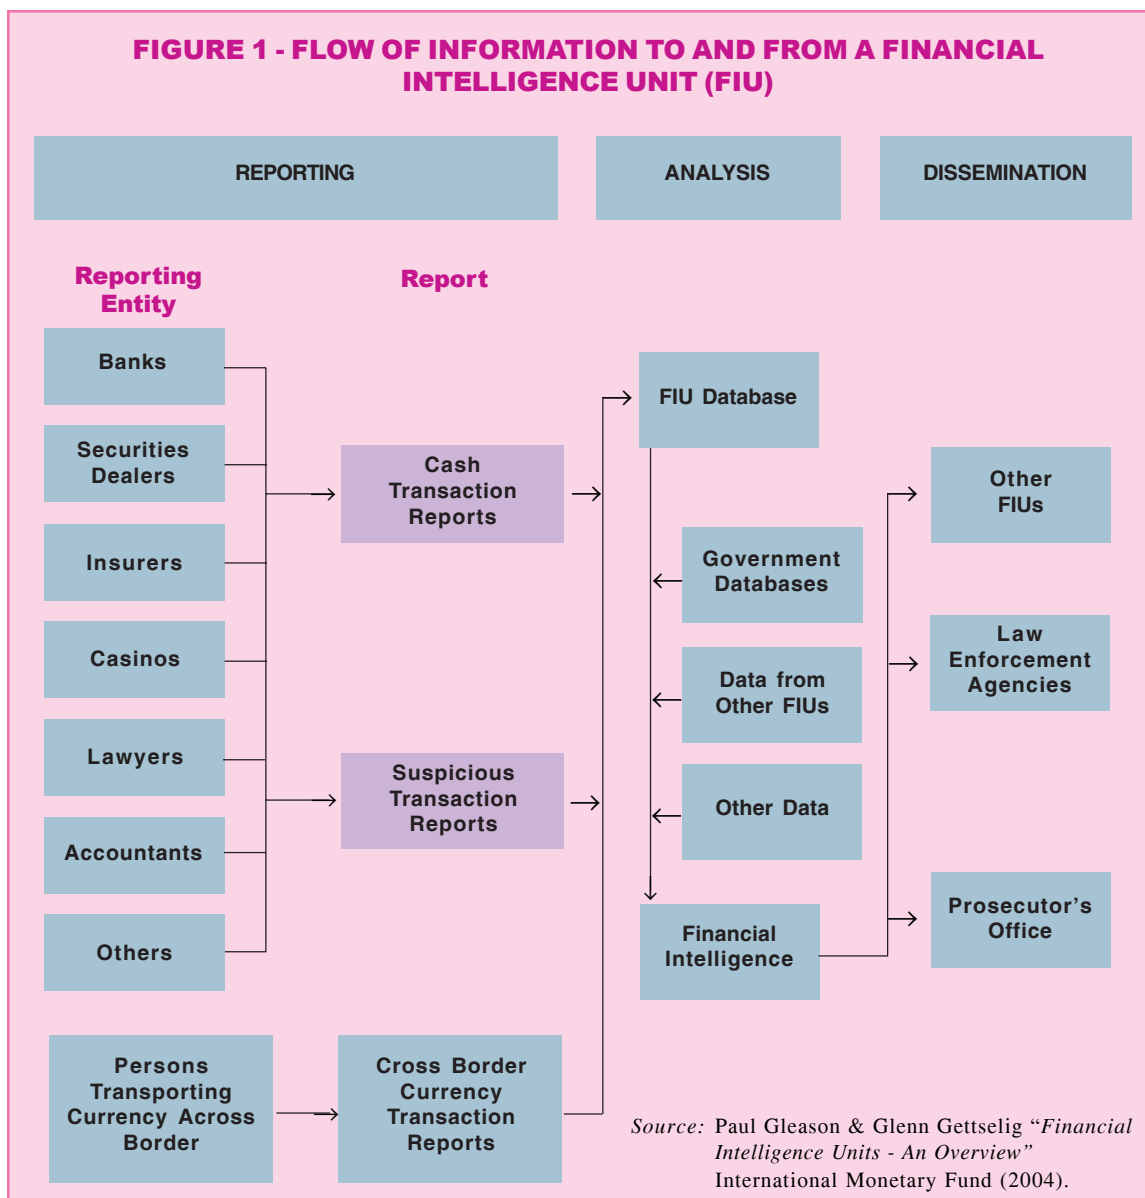 FIGURE 1 - FLOW OF INFORMATION TO AND FROM A FINANCIAL
INTELLIGENCE UNIT (FIU)
REPORTING
ANALYSIS
DISSEMINATION
Reporting
Entity
Report
Banks
Securities
Dealers
Insurers
Casinos
Lawyers
Accountants
Others
Persons
Transporting
Currency Across
Border
Cash
Transaction
Reports
Suspicious
Transaction
Reports
Cross Border
Currency
Transaction
Reports
FIU Database
Government
Databases
Data from
Other FIUs
Other Data
Financial
Intelligence
Other
FIUs
Law
Enforcement
Agencies
Prosecutor’s
Office
Source: Paul Gleason & Glenn Gettselig “Financial
Intelligence Units - An Overview”
International Monetary Fund (2004).